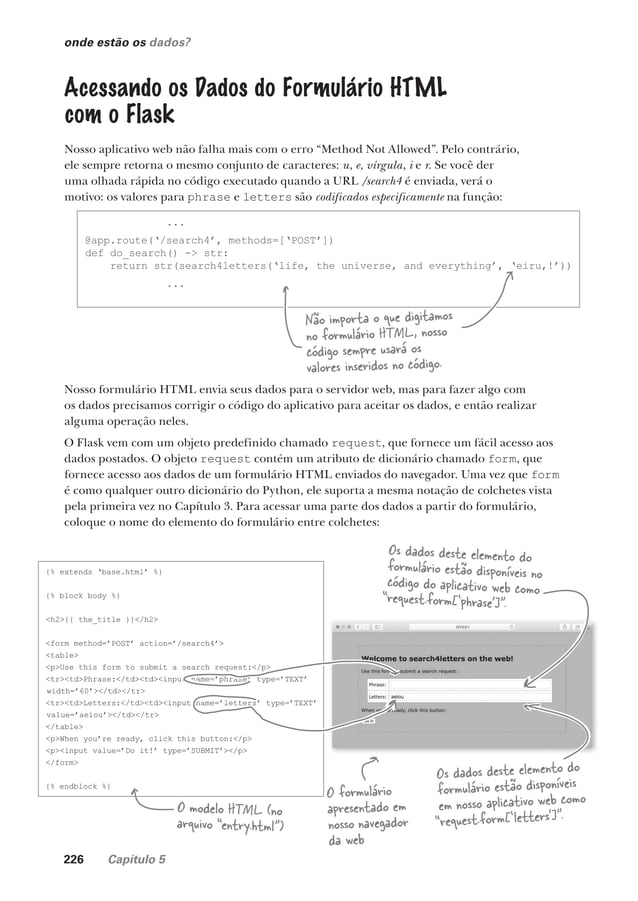 onde estão os dados?
Acessando os Dados do Formulário HTML
com o Flask
Nosso aplicativo web não falha mais com o erro “Method Not Allowed”. Pelo contrário,
ele sempre retorna o mesmo conjunto de caracteres: u, e, vírgula, i e r. Se você der
uma olhada rápida no código executado quando a URL /search4 é enviada, verá o
motivo: os valores para phrase e letters são codificados especificamente na função:
...
@app.route(‘/search4’, methods=[‘POST’])
def do_search() -> str:
return str(search4letters(‘life, the universe, and everything’, ‘eiru,!’))
...
Não importa o que digitamos
no formulário HTML, nosso
código sempre usará os
valores inseridos no código.
Nosso formulário HTML envia seus dados para o servidor web, mas para fazer algo com
os dados precisamos corrigir o código do aplicativo para aceitar os dados, e então realizar
alguma operação neles.
O Flask vem com um objeto predefinido chamado request, que fornece um fácil acesso aos
dados postados. O objeto request contém um atributo de dicionário chamado form, que
fornece acesso aos dados de um formulário HTML enviados do navegador. Uma vez que form
é como qualquer outro dicionário do Python, ele suporta a mesma notação de colchetes vista
pela primeira vez no Capítulo 3. Para acessar uma parte dos dados a partir do formulário,
coloque o nome do elemento do formulário entre colchetes:
Os dados deste elemento do
formulário estão disponíveis no
código do aplicativo web como
“request.form[‘phrase’]”.
{% extends ‘base.html’ %}
{% block body %}
<h2>{{ the_title }}</h2>
<form method=’POST’ action=’/search4’>
<table>
<p>Use this form to submit a search request:</p>
<tr><td>Phrase:</td><td><input name=’phrase’ type=’TEXT’
width=’60’></td></tr>
<tr><td>Letters:</td><td><input name=’letters’ type=’TEXT’
value=’aeiou’></td></tr>
</table>
<p>When you’re ready, click this button:</p>
<p><input value=’Do it!’ type=’SUBMIT’></p>
</form>
{% endblock %}
Welcome to search4letters on the web!
Use this form to submit a search request:
Phrase:
Letters: aeiou
When you're ready, click this button:
O modelo HTML (no
arquivo “entry.html”)
O formulário
apresentado em
nosso navegador
da web
Os dados deste elemento do
formulário estão disponíveis
em nosso aplicativo web como
“request.form[‘letters’]”.
226 Capítulo 5